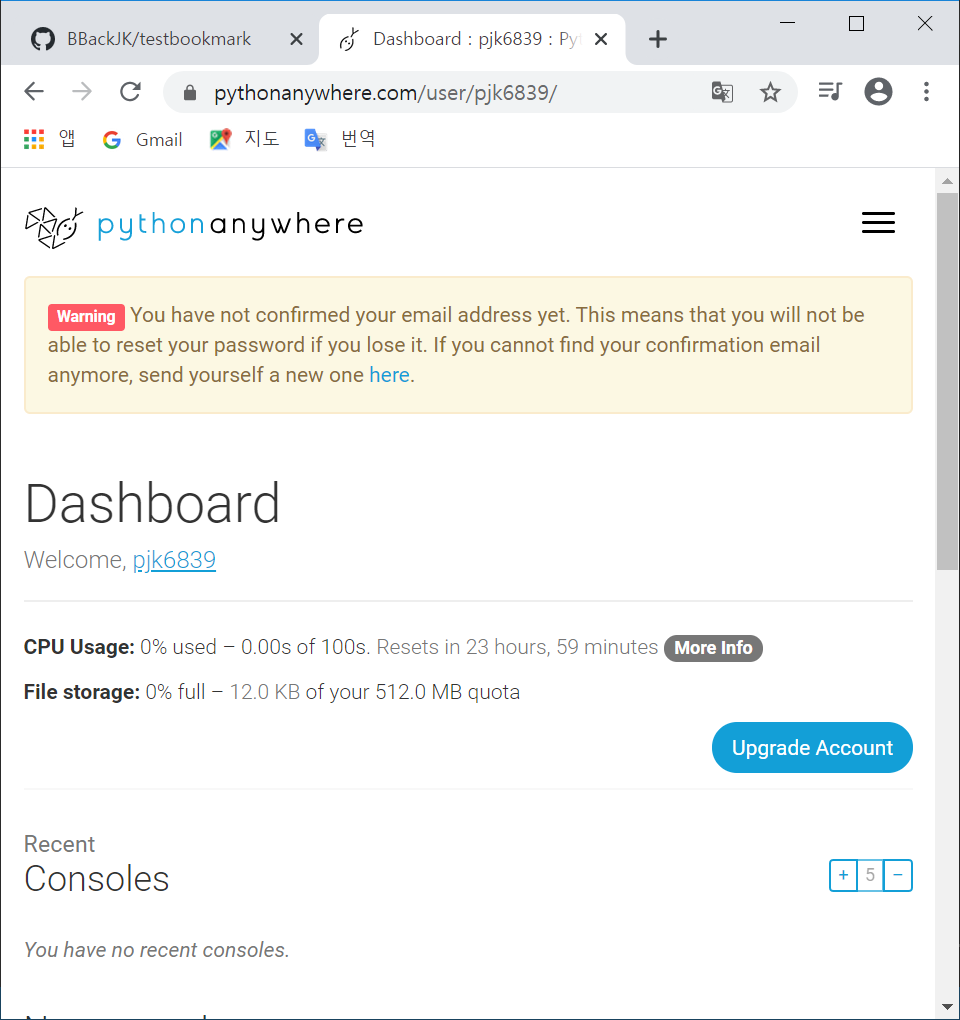 BBackJK/testbookmark
Dashboard : pjk6839 : Pyt
pythonanywhere.com/user/pjk6839/
앱 Gmail 지도 번역
pythonanywhere
Warning You have not confirmed your email address yet. This means that you will not be
able to reset your password if you lose it. If you cannot find your confirmation email
anymore, send yourself a new one here.
Dashboard
Welcome, pjk6839
CPU Usage: 0% used – 0.00s of 100s. Resets in 23 hours, 59 minutes More Info
File storage: 0% full – 12.0 KB of your 512.0 MB quota
Upgrade Account
Recent
Consoles
+ 5 −
You have no recent consoles.